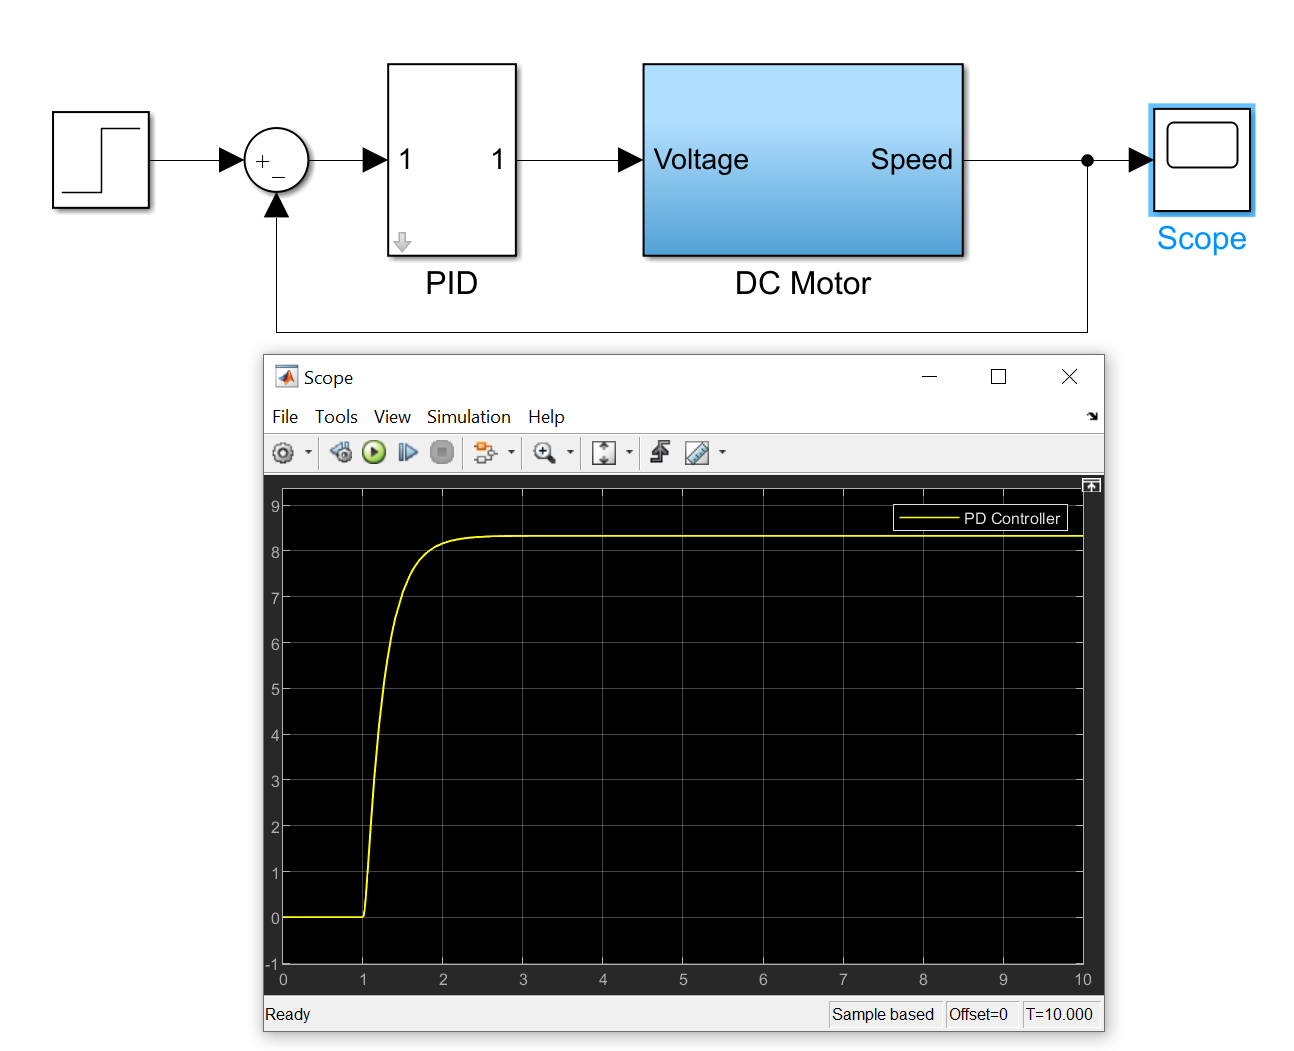 +
_
1 1
Voltage Speed
Scope
PID
DC Motor
Scope
File Tools View Simulation Help
PD Controller
9
8
7
6
5
4
3
2
1
0
-1
0 1 2 3 4 5 6 7 8 9 10
Ready Sample based Offset=0 T=10.000